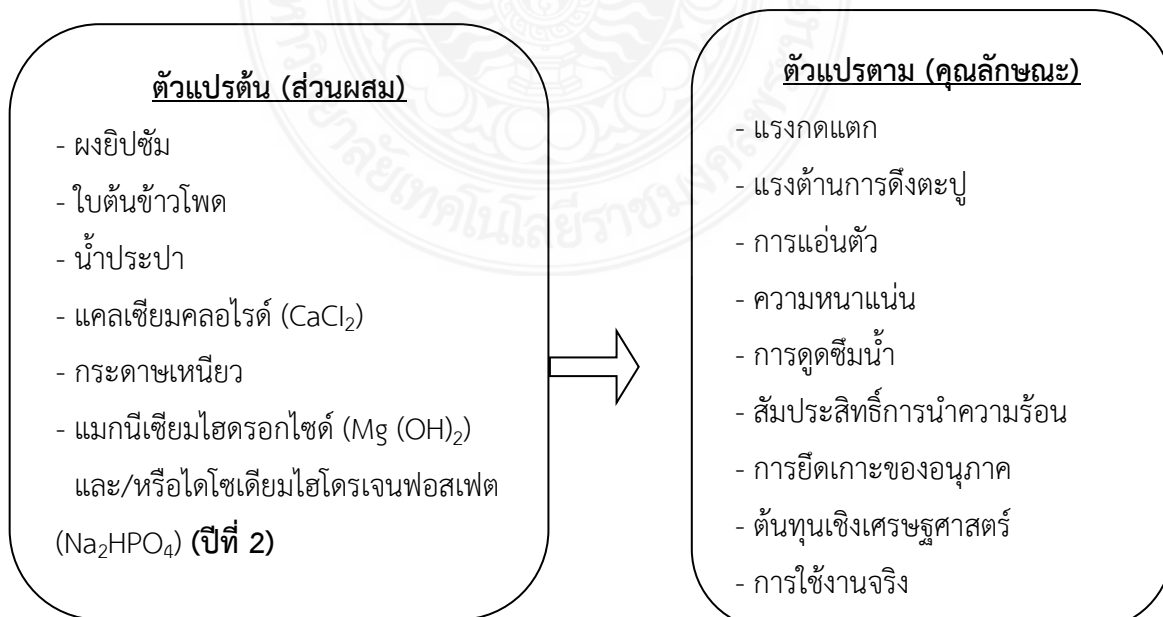 ตัวแปรต้น (ส่วนผสม)
- ผงยิปซัม
- ใบต้นข้าวโพด
- น้ำประปา
- แคลเซียมคลอไรด์ (CaCl₂)
- กระดาษเหนียว
- แมกนีเซียมไฮดรอกไซด์ (Mg (OH)₂)
และ/หรือไดโซเดียมไฮโดรเจนฟอสเฟต
(Na₂HPO₄) (ปีที่ 2)
ตัวแปรตาม (คุณลักษณะ)
- แรงกดแตก
- แรงต้านการดึงตะปู
- การแอ่นตัว
- ความหนาแน่น
- การดูดซึมน้ำ
- สัมประสิทธิ์การนำความร้อน
- การยึดเกาะของอนุภาค
- ต้นทุนเชิงเศรษฐศาสตร์
- การใช้งานจริง